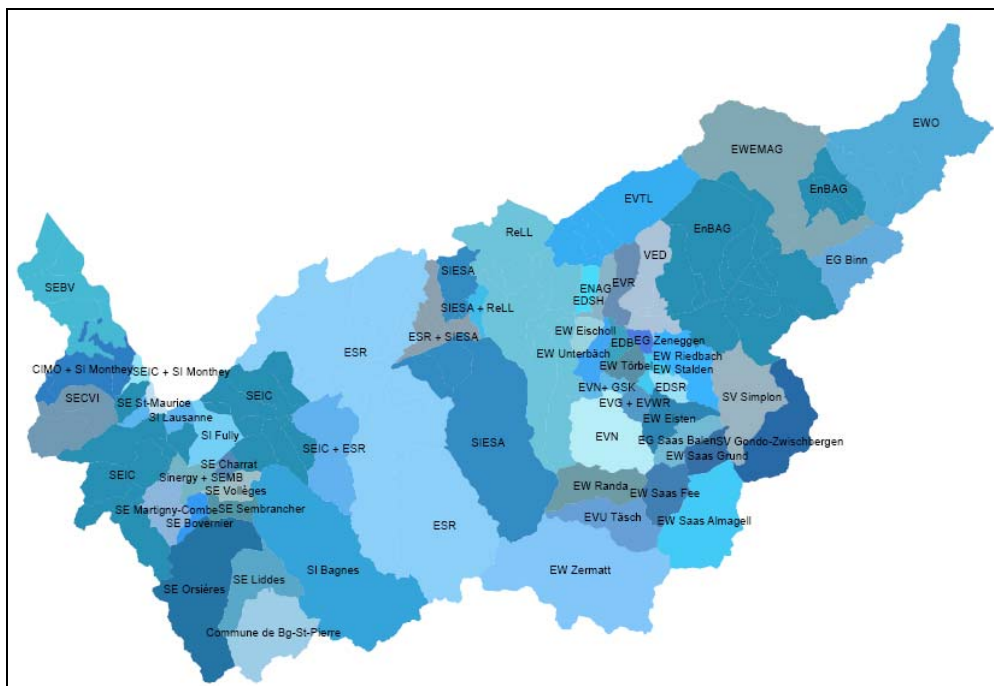 EWO
EWEMAG
EnBAG
EVTL
ReLL
EnBAG
VED
EG Binn
SIESA
EVR
SEBV
ENAG
EDSH
SIESA + ReLL
ESR
ESR + SIESA
EW Eischoll
EDB
EG Zeneggen
EW Unterbäch
EW Riedbach
EW Törbel
EW Stalden
CIMO + SI Monthey
SEIC + SI Monthey
EVN+ GSK
EDSR
SECVI
SEIC
SV Simplon
SE St-Maurice
EVG + EVWR
SI Lausanne
EW Eisten
SI Fully
EVN
SIESA
EG Saas Balen
SV Gondo-Zwischbergen
SEIC + ESR
EW Saas Grund
SE Charrat
SEIC
Sinergy + SEMB
EW Randa
SE Vollèges
EW Saas Fee
SE Martigny-Combe
SE Sembrancher
EVU Täsch
SE Bovernier
ESR
EW Saas Almagell
SI Bagnes
EW Zermatt
SE Liddes
SE Orsières
Commune de Bg-St-Pierre